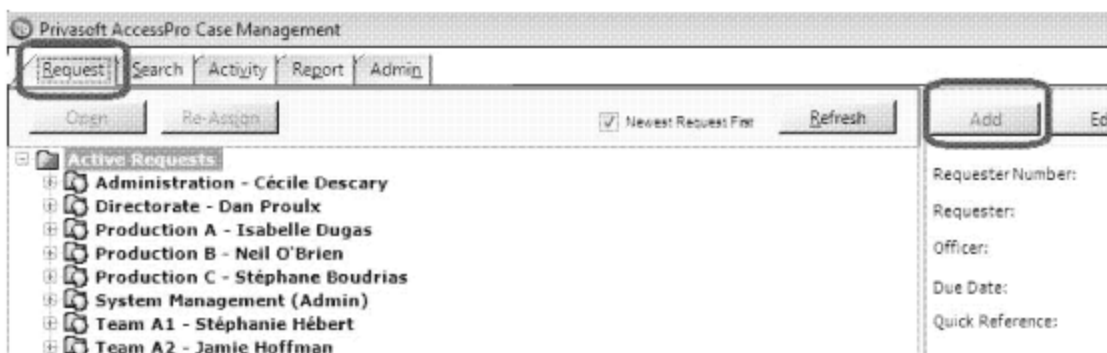 Privasoft AccessPro Case Management
Request Search Activity Report Admin
Open Re-Assign Newest Request First Refresh Add Ed
Active Requests
Administration - Cécile Descary
Directorate - Dan Proulx
Production A - Isabelle Dugas
Production B - Neil O'Brien
Production C - Stéphane Boudrias
System Management (Admin)
Team A1 - Stéphanie Hébert
Team A2 - Jamie Hoffman
Requester Number:
Requester:
Officer:
Due Date:
Quick Reference: